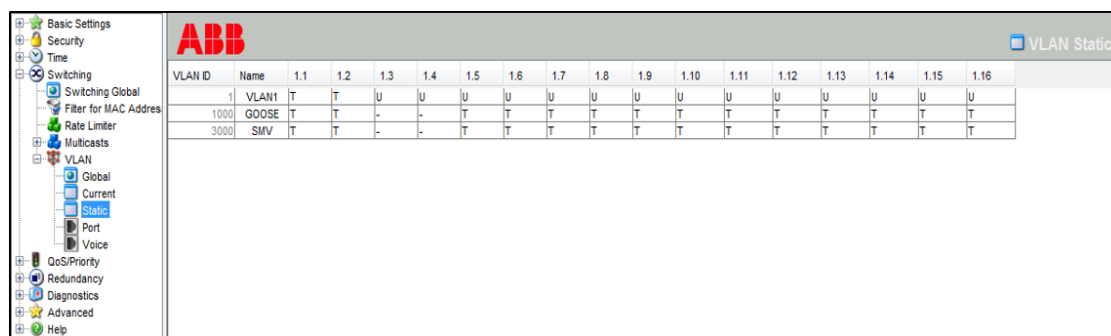 Basic Settings
Security
Time
Switching
Switching Global
Filter for MAC Addres
Rate Limiter
Multicasts
VLAN
Global
Current
Static
Port
Voice
QoS/Priority
Redundancy
Diagnostics
Advanced
Help
ABB
VLAN Static
VLAN ID Name 1.1 1.2 1.3 1.4 1.5 1.6 1.7 1.8 1.9 1.10 1.11 1.12 1.13 1.14 1.15 1.16
1 VLAN1 T T U U U U U U U U U U U U U U
1000 GOOSE T T - - T T T T T T T T T T T T
3000 SMV T T - - T T T T T T T T T T T T